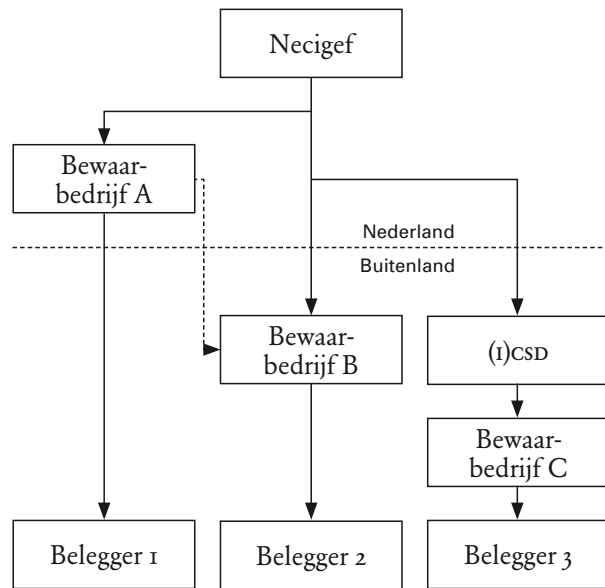 Necigef
Bewaar-
bedrijf A
Nederland
Buitenland
Bewaar-
bedrijf B
(I)CSD
Bewaar-
bedrijf C
Belegger 1
Belegger 2
Belegger 3